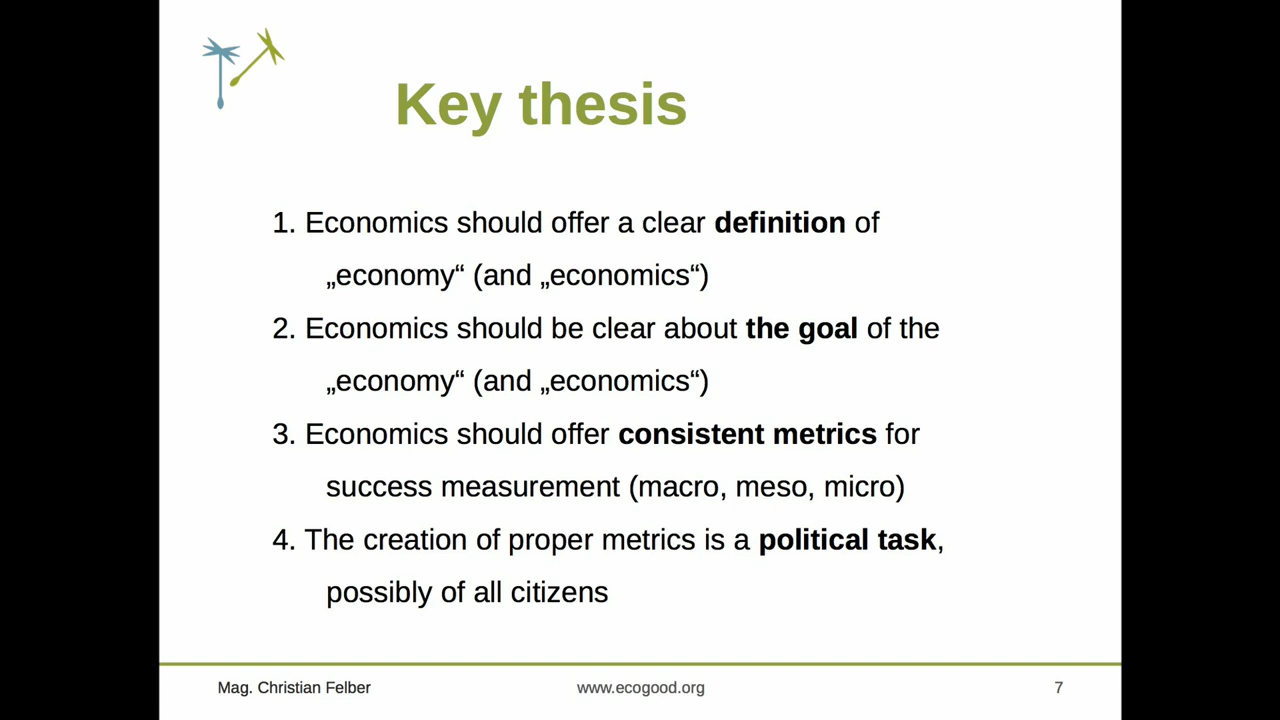 Key thesis
1. Economics should offer a clear definition of
„economy“ (and „economics“)
2. Economics should be clear about the goal of the
„economy“ (and „economics“)
3. Economics should offer consistent metrics for
success measurement (macro, meso, micro)
4. The creation of proper metrics is a political task,
possibly of all citizens
Mag. Christian Felber
www.ecogood.org
7